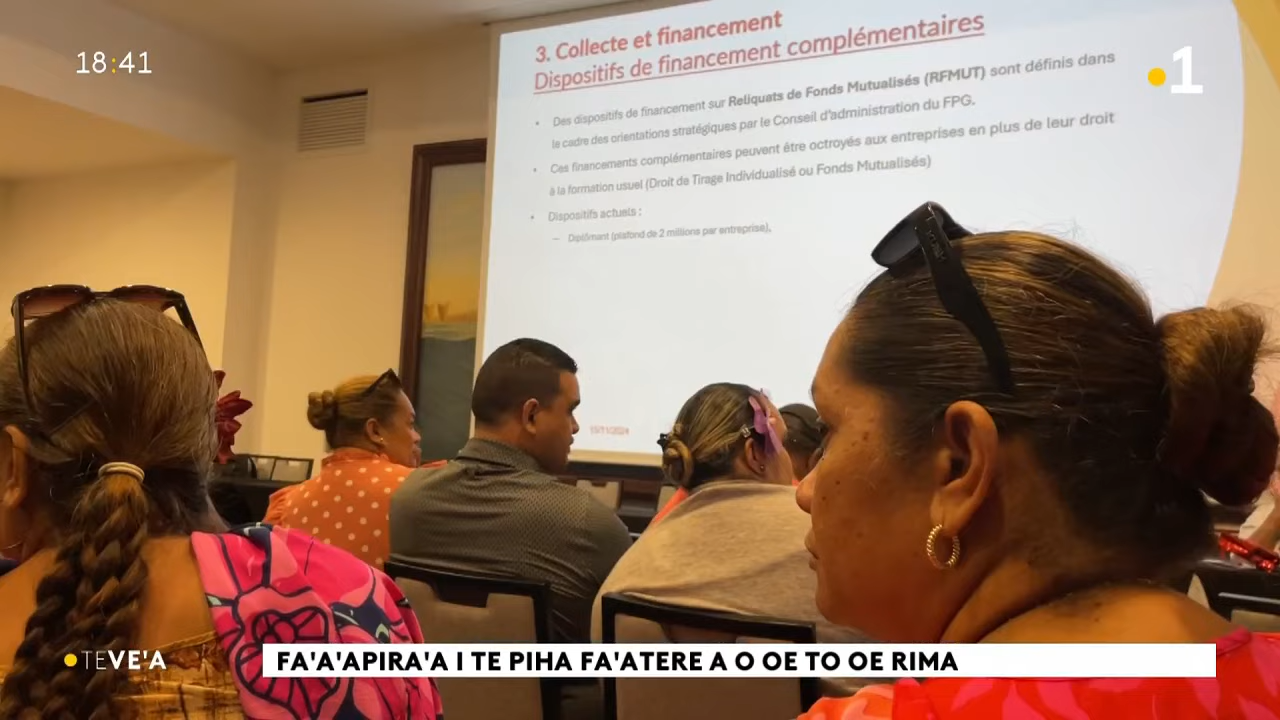 18:41
1
3. Collecte et financement
Dispositifs de financement complémentaires
• Des dispositifs de financement sur Reliquats de Fonds Mutualisés (RFMUT) sont définis dans
le cadre des orientations stratégiques par le Conseil d'administration du FPG.
• Ces financements complémentaires peuvent être octroyés aux entreprises en plus de leur droit
à la formation usuel (Droit de Tirage Individualisé ou Fonds Mutualisés)
• Dispositifs actuels :
– Diplômant (plafond de 2 millions par entreprise),
15/11/2024
TEVE'A
FA'A'APIRA'A I TE PIHA FA'ATERE A O OE TO OE RIMA